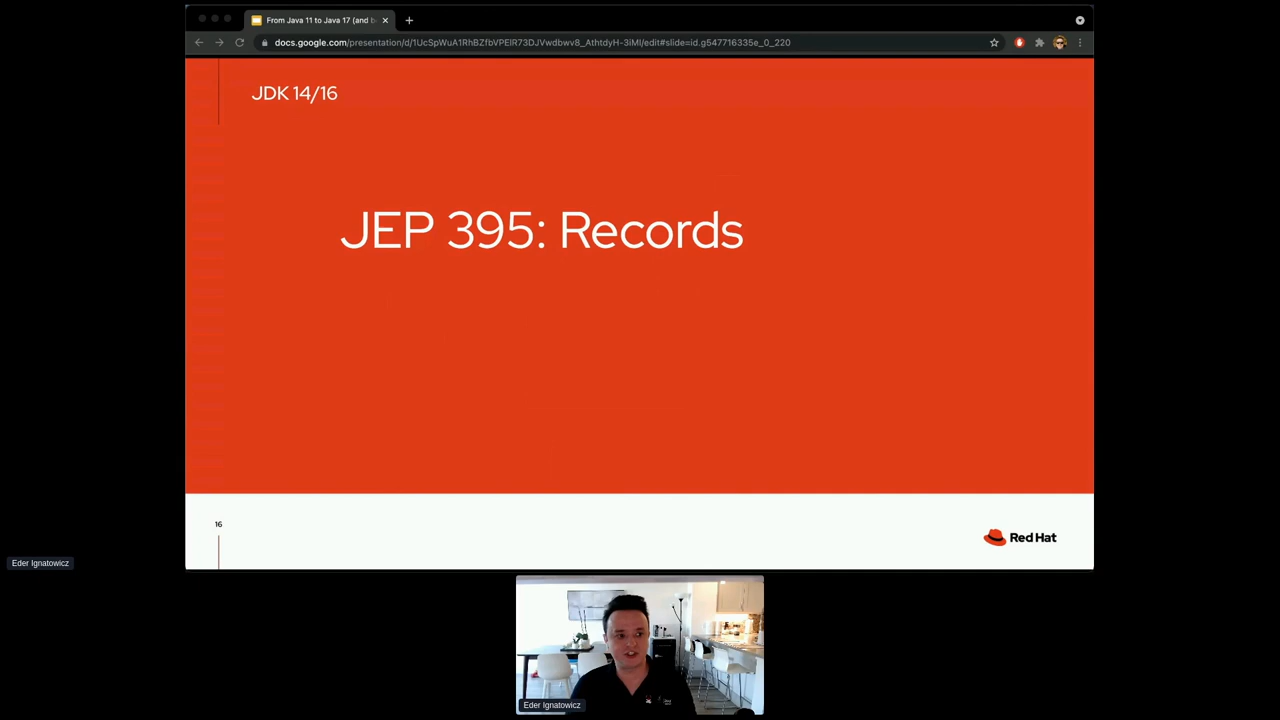 From Java 11 to Java 17 (and b
docs.google.com/presentation/d/1UcSpWuA1RhBZfbVPElR73DJVwdbwv8_AthtdyH-3iMI/edit#slide=id.g547716335e_0_220
JDK 14/16
JEP 395: Records
16
Red Hat
Eder Ignatowicz
Eder Ignatowicz